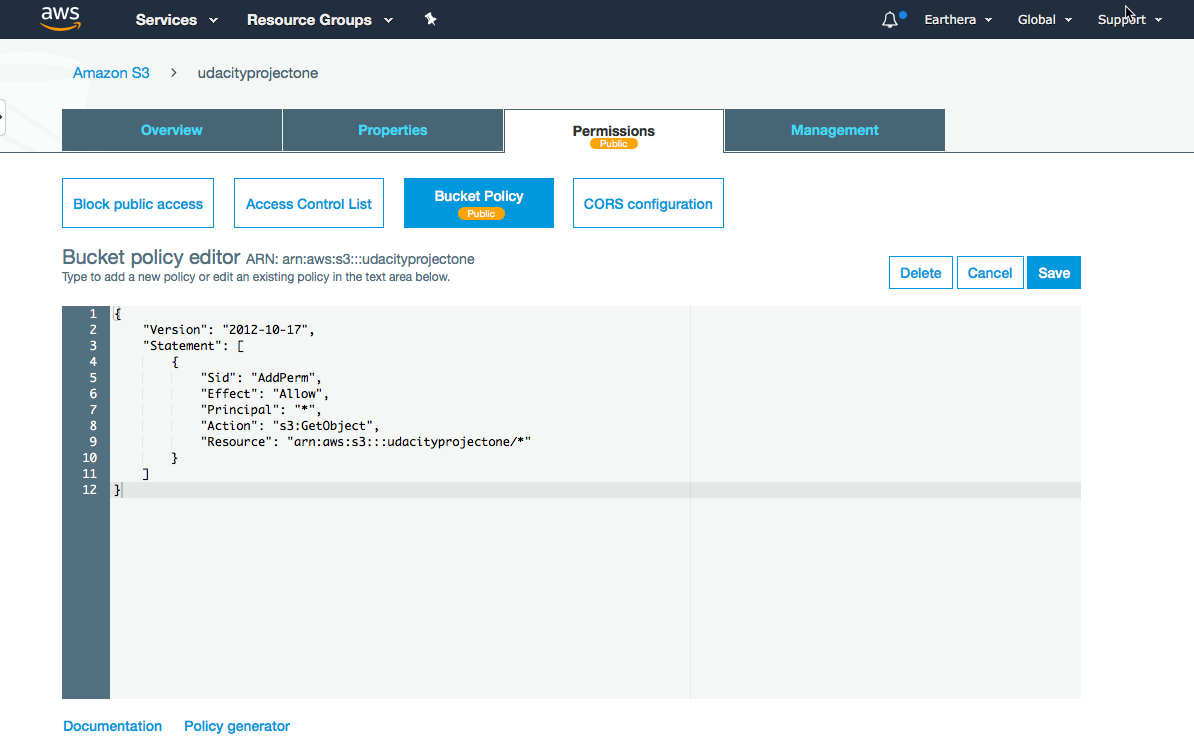 aws Services Resource Groups Earthera Global Support
Amazon S3 > udacityprojectone
Overview Properties Permissions Management
Public
Block public access Access Control List Bucket Policy CORS configuration
Public
Bucket policy editor ARN: arn:aws:s3:::udacityprojectone
Type to add a new policy or edit an existing policy in the text area below.
Delete Cancel Save
1 {
2 "Version": "2012-10-17",
3 "Statement": [
4 {
5 "Sid": "AddPerm",
6 "Effect": "Allow",
7 "Principal": "*",
8 "Action": "s3:GetObject",
9 "Resource": "arn:aws:s3:::udacityprojectone/*"
10 }
11 ]
12 }
Documentation Policy generator